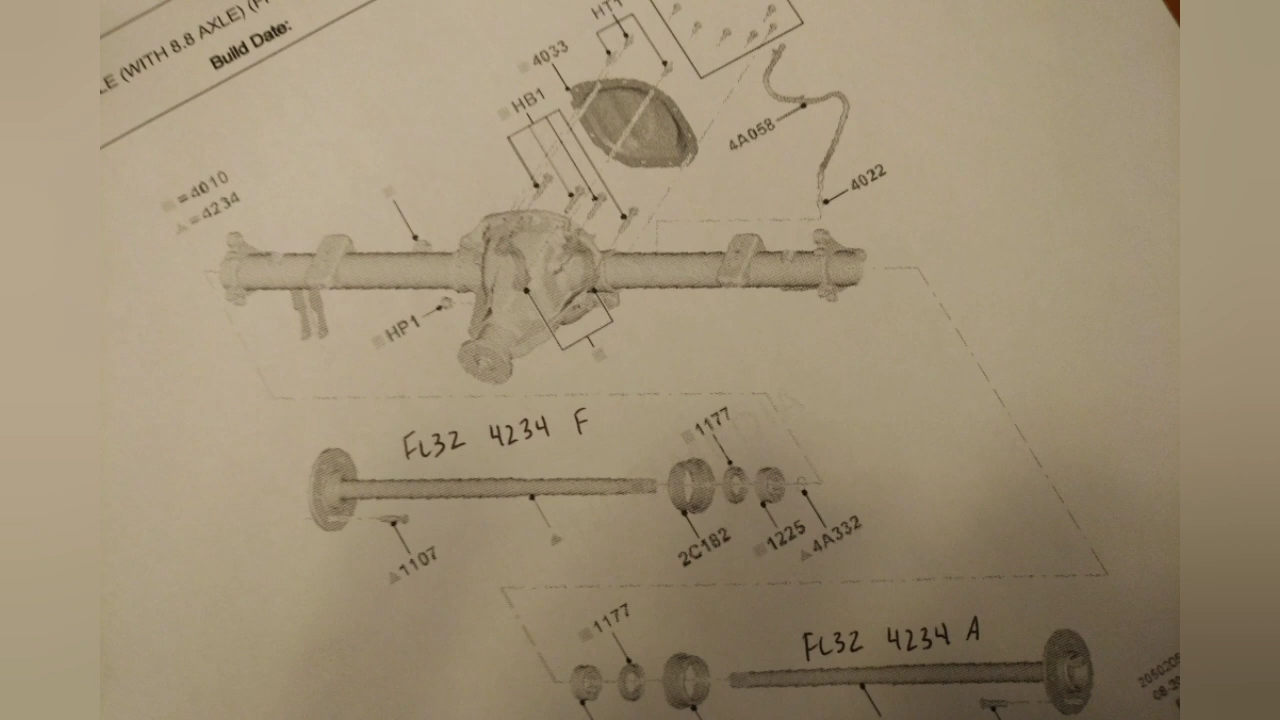 LE (WITH 8.8 AXLE)
Build Date:
HT1
4033
HB1
4A058
4022
=4010
=4234
HP1
FL32 4234 F
1177
1107
2C182
1225
4A332
1177
FL32 4234 A